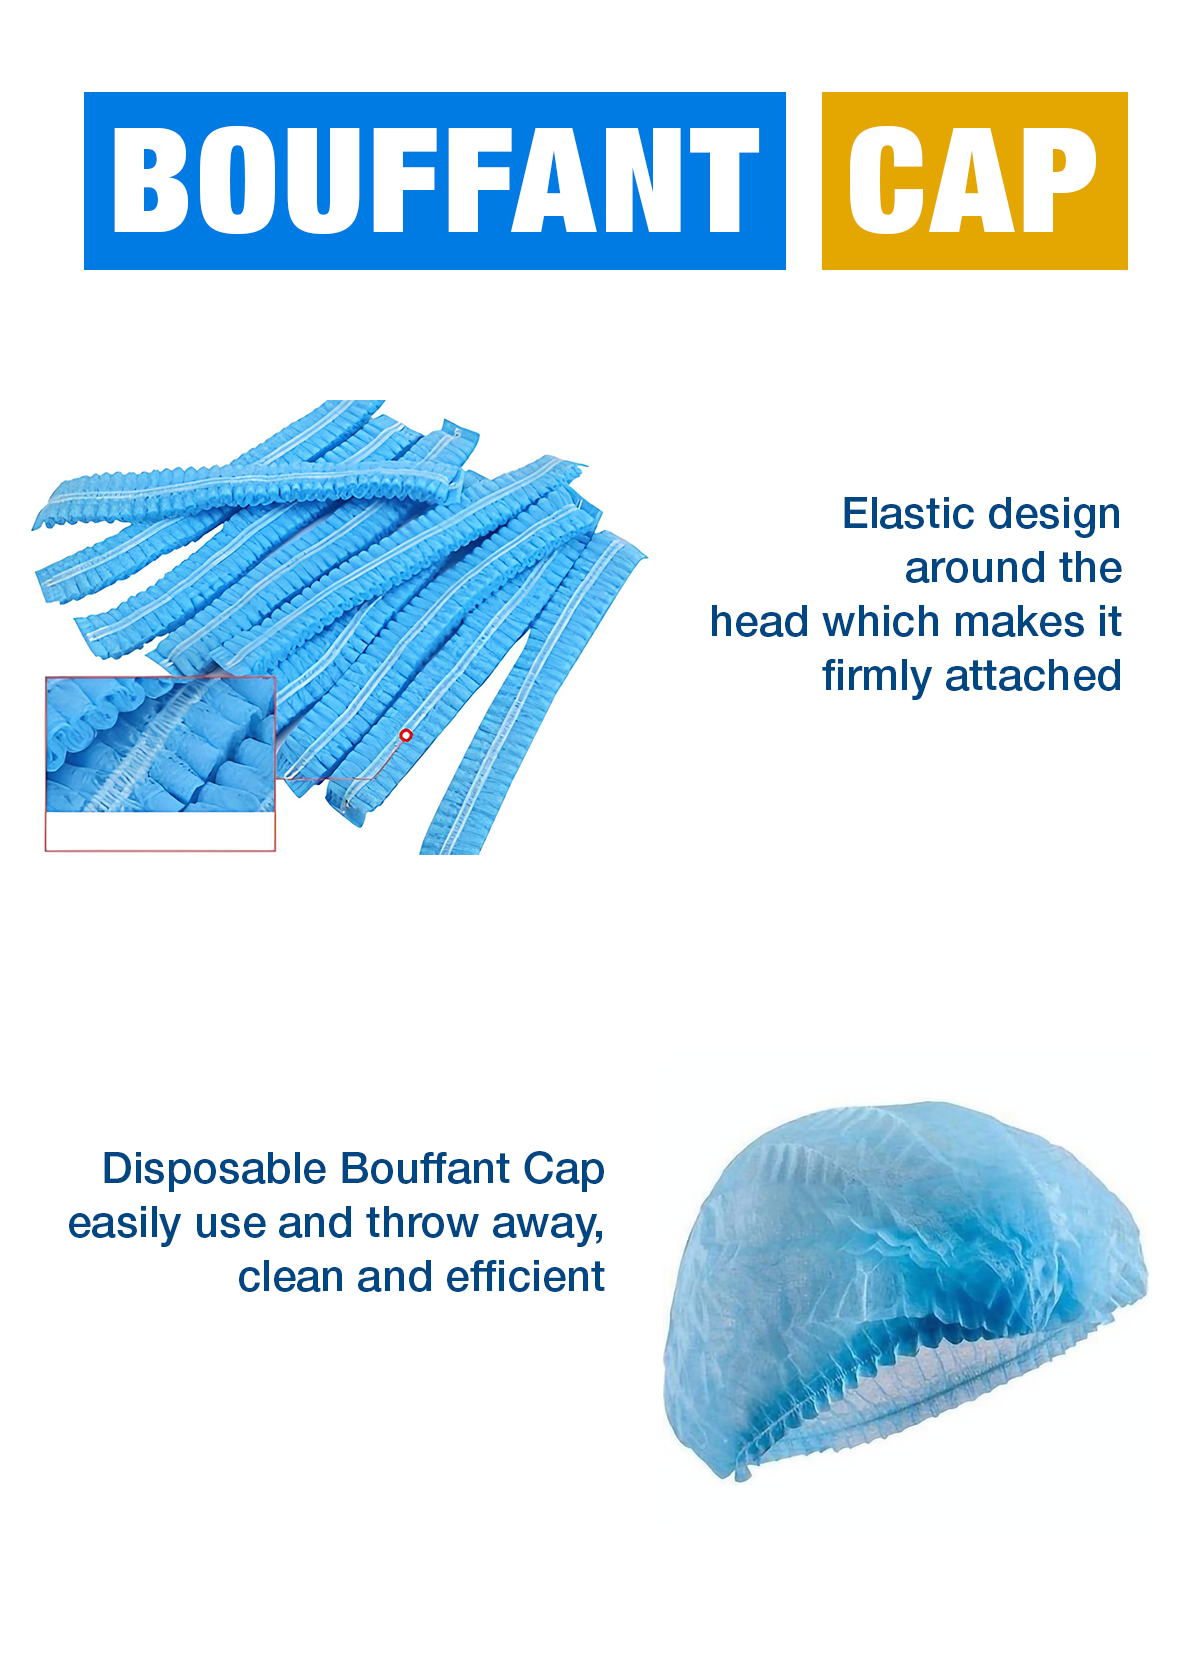 BOUFFANT CAP
Elastic design
around the
head which makes it
firmly attached
Disposable Bouffant Cap
easily use and throw away,
clean and efficient